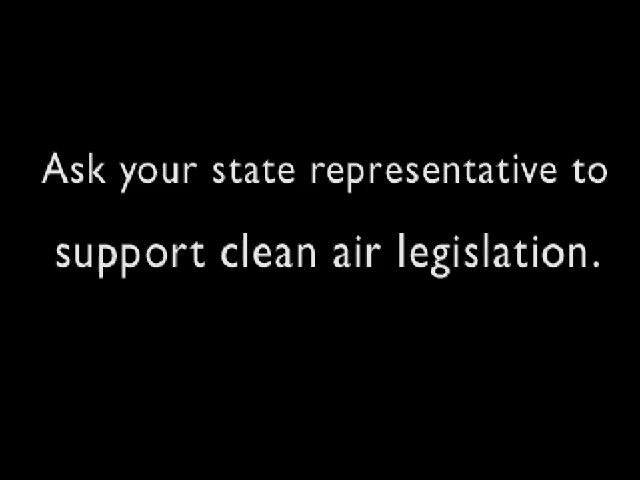 Ask your state representative to
support clean air legislation.